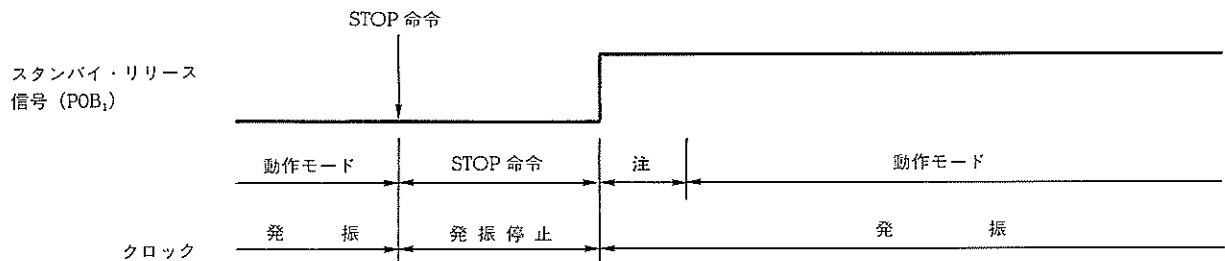 STOP 命令
スタンバイ・リリース
信号 (P0B₁)
動作モード STOP 命令 注 動作モード
クロック 発振 発振停止 発振